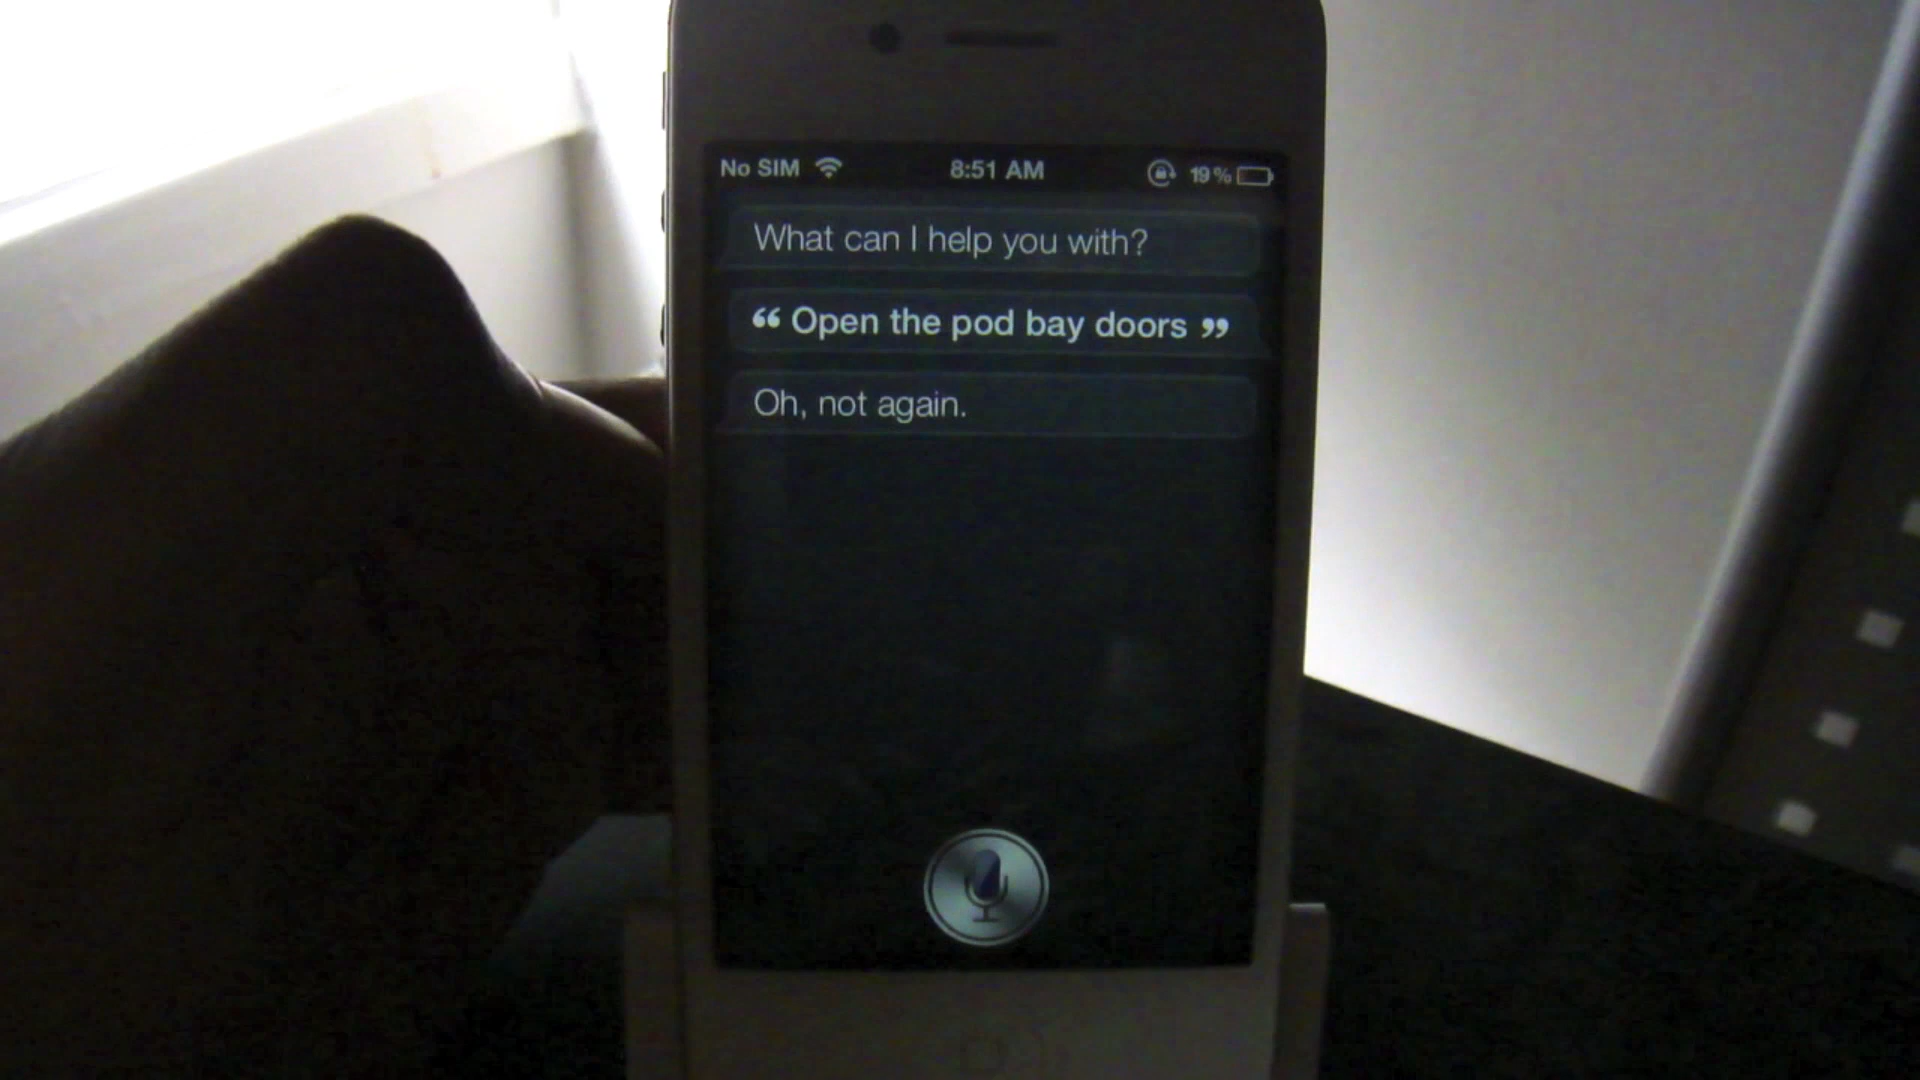 No SIM 8:51 AM 19%
What can I help you with?
“ Open the pod bay doors ”
Oh, not again.